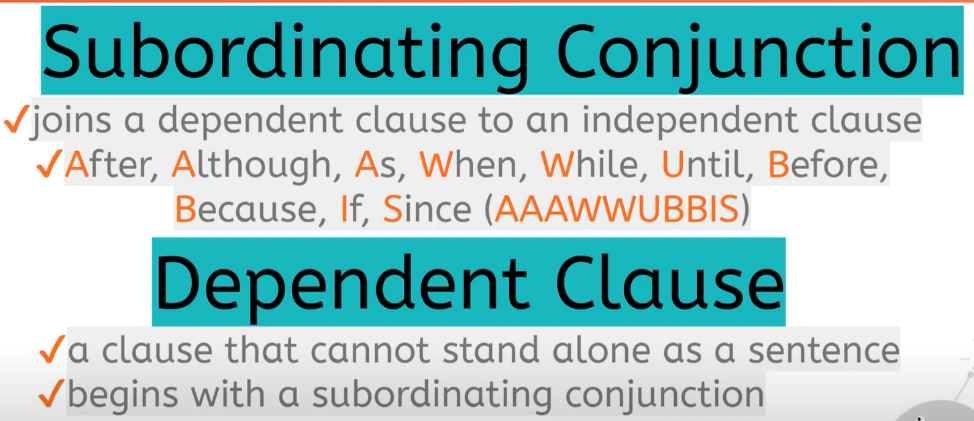 Subordinating Conjunction
✓joins a dependent clause to an independent clause
✓After, Although, As, When, While, Until, Before,
Because, If, Since (AAAWWUBBIS)
Dependent Clause
✓a clause that cannot stand alone as a sentence
✓begins with a subordinating conjunction